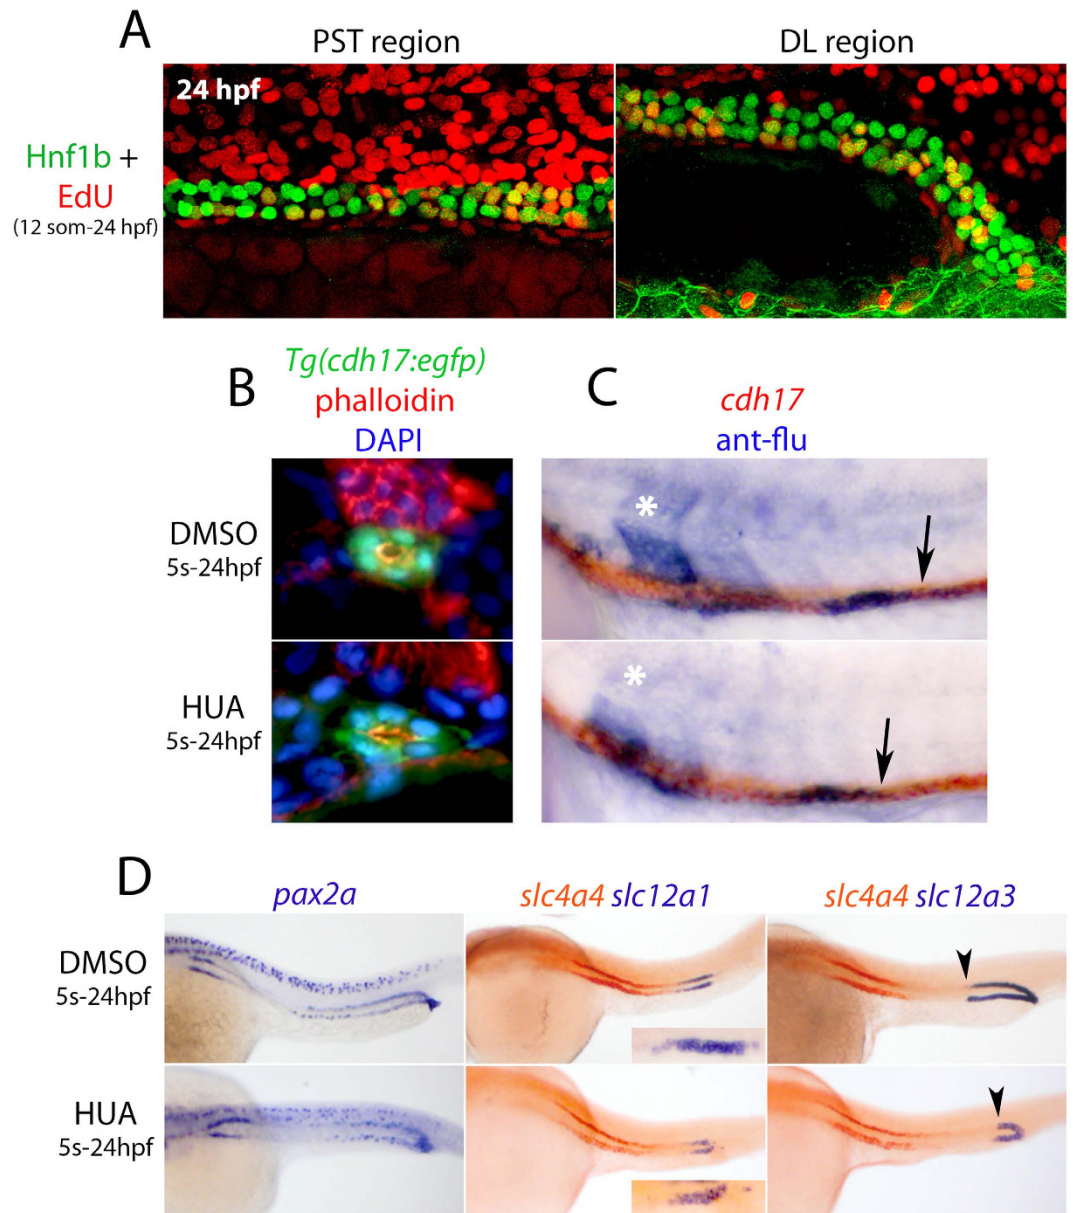 A
PST region
DL region
24 hpf
Hnf1b +
EdU
(12 som-24 hpf)
B
Tg(cdh17:egfp)
phalloidin
DAPI
C
cdh17
ant-flu
DMSO
5s-24hpf
*
HUA
5s-24hpf
*
D
pax2a
slc4a4 slc12a1
slc4a4 slc12a3
DMSO
5s-24hpf
HUA
5s-24hpf